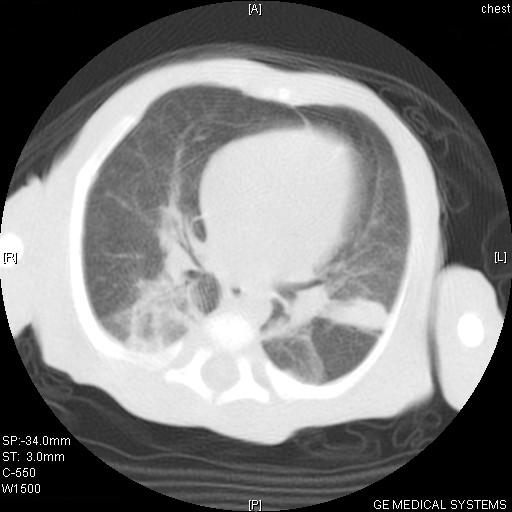 [A]
chest
[R]
[L]
SP:-34.0mm
ST: 3.0mm
C-550
W1500
[P]
GE MEDICAL SYSTEMS